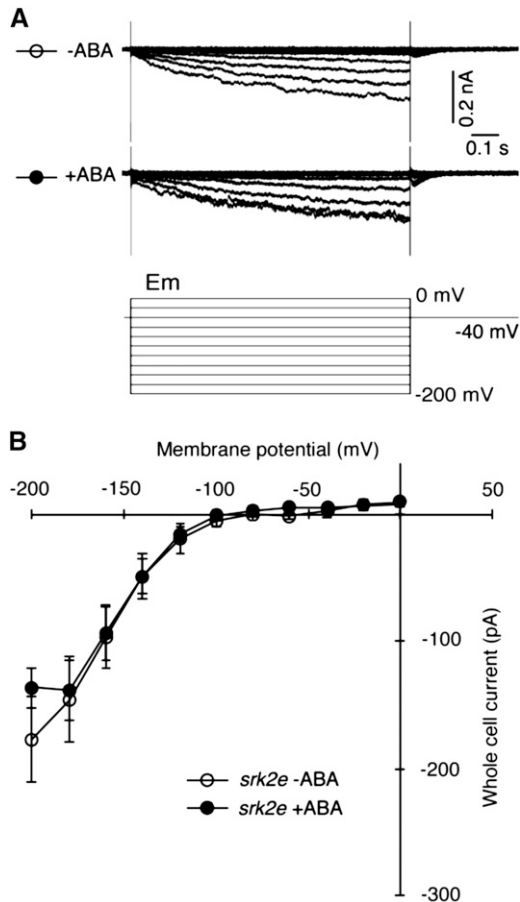 A
-ABA
0.2 nA
0.1 s
+ABA
Em
0 mV
-40 mV
-200 mV
B
Membrane potential (mV)
-200 -150 -100 -50 50
-100
-200
-300
Whole cell current (pA)
srk2e -ABA
srk2e +ABA